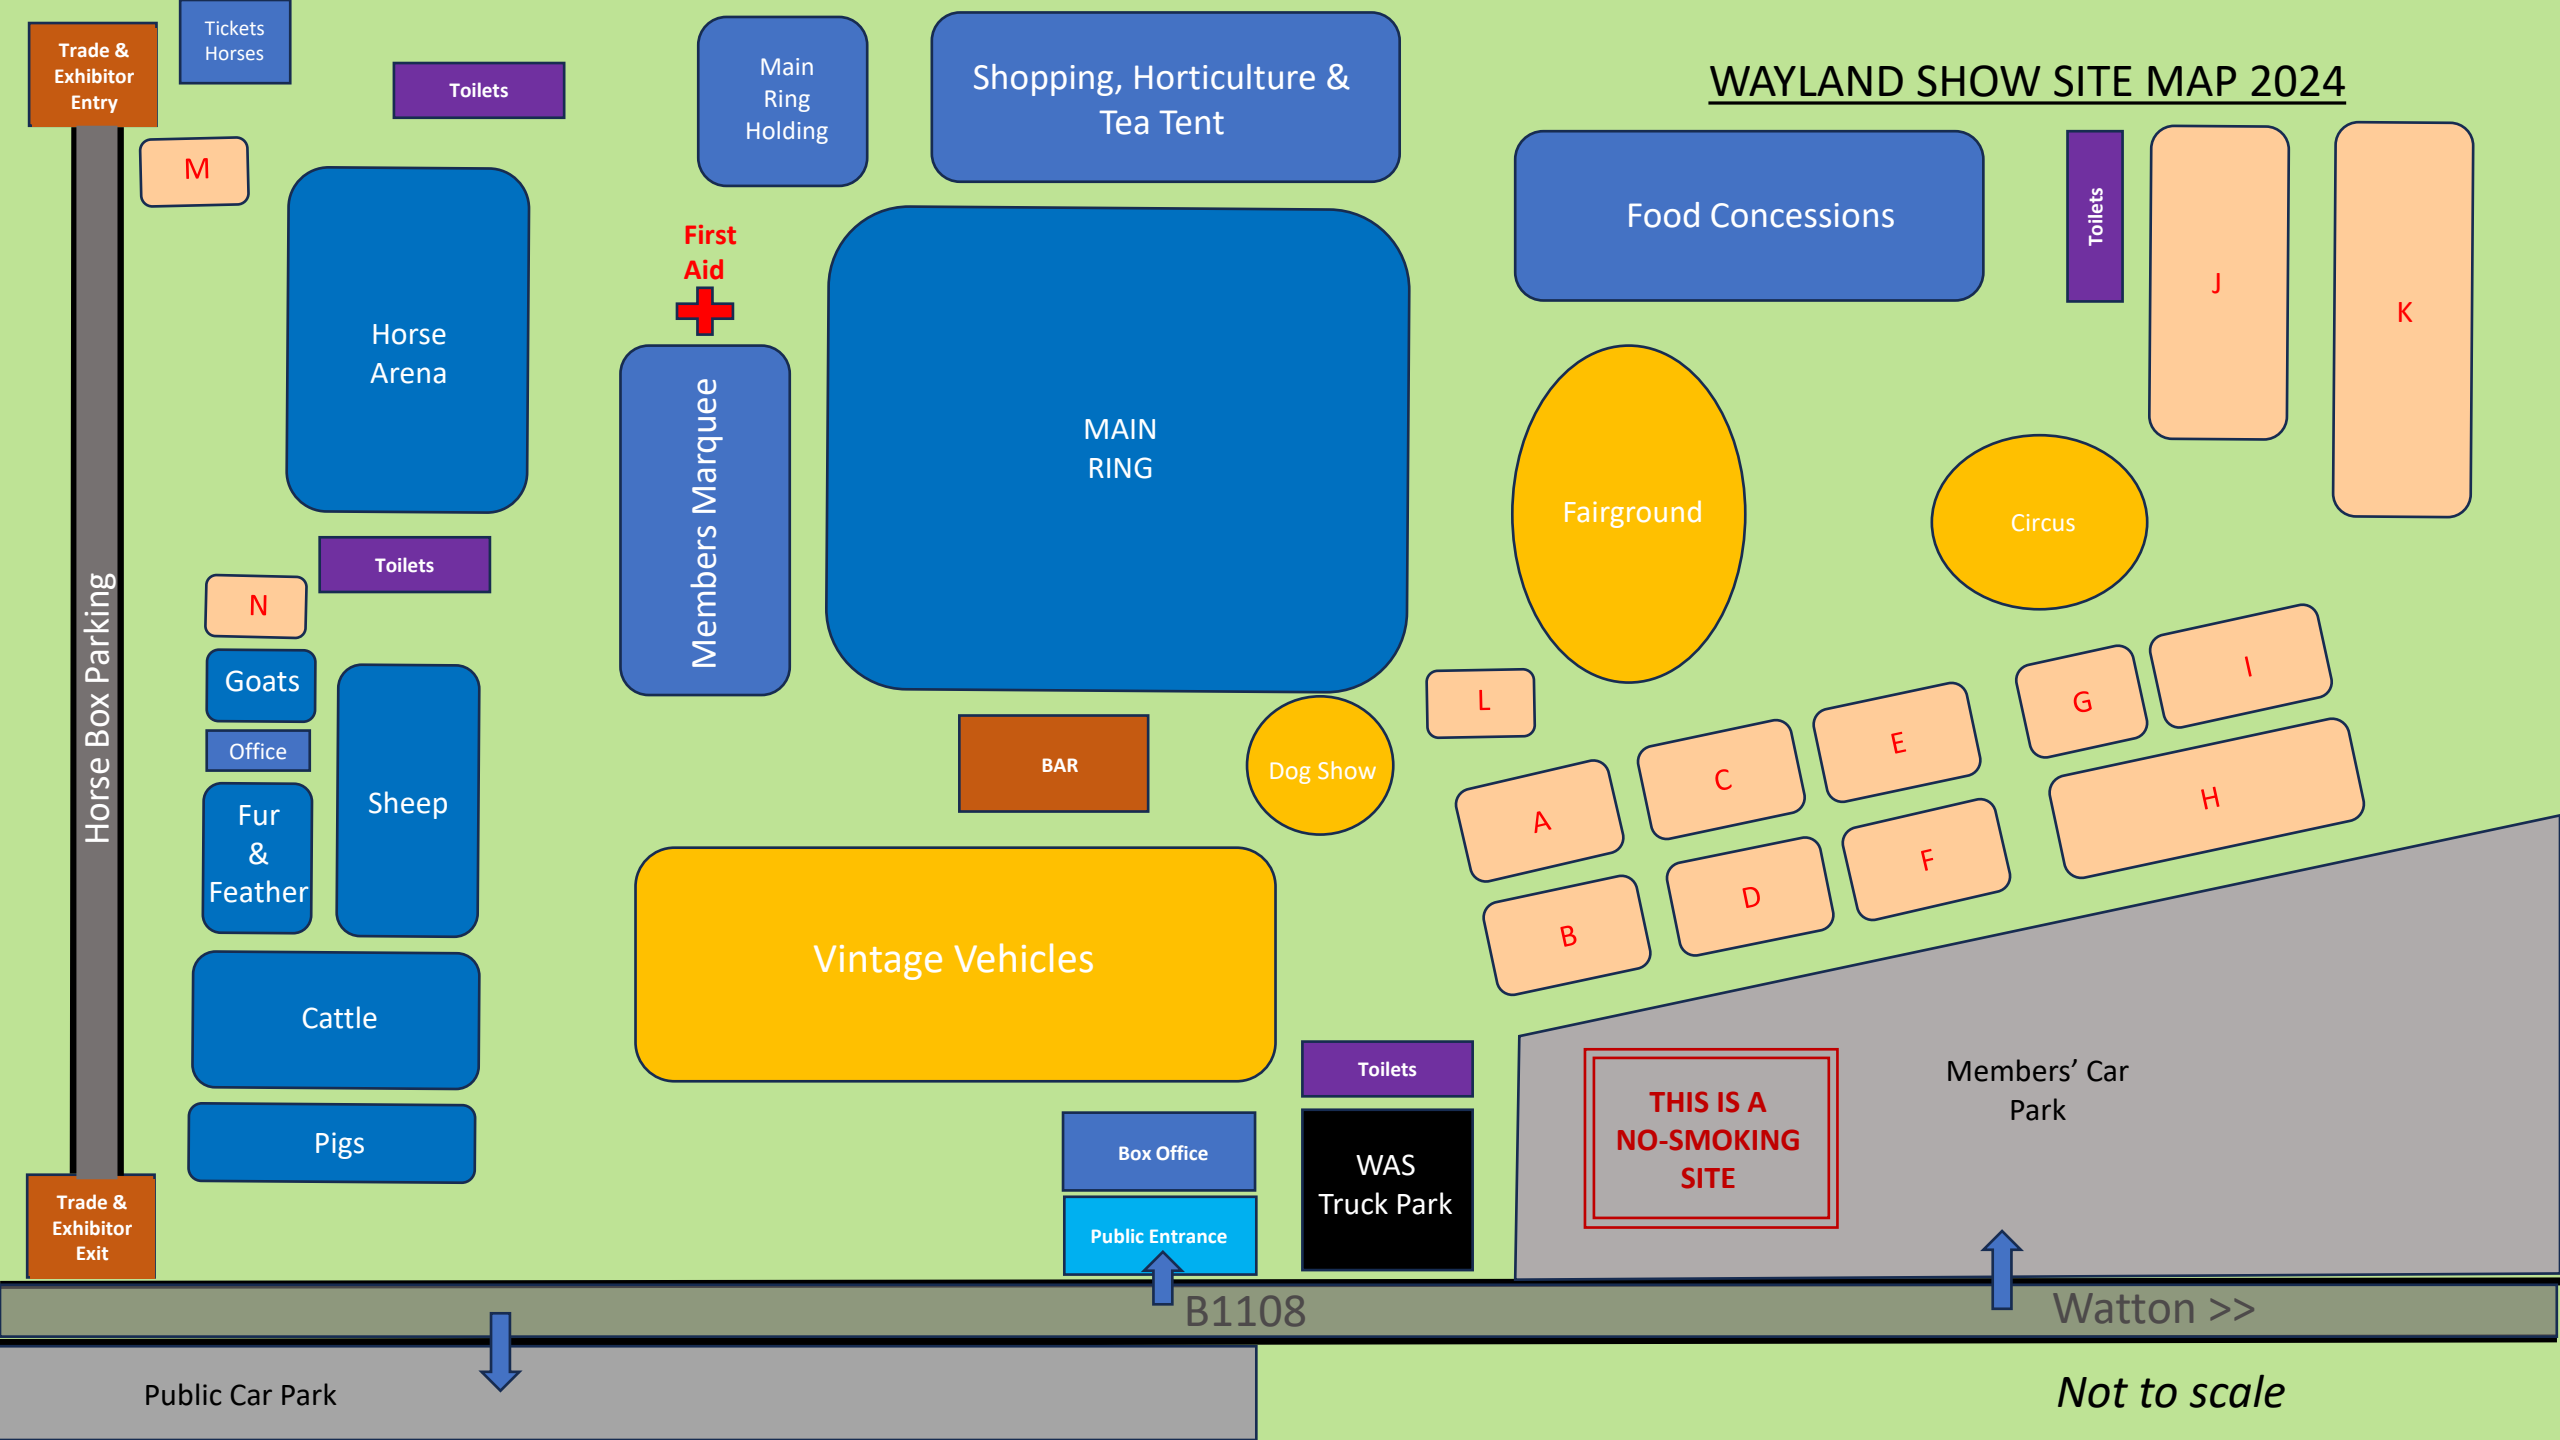 WAYLAND SHOW SITE MAP 2024
Trade &
Exhibitor
Entry
Tickets
Horses
Toilets
Main
Ring
Holding
Shopping, Horticulture &
Tea Tent
Food Concessions
Toilets
J
K
M
Horse
Arena
First
Aid
Members Marquee
MAIN
RING
Fairground
Circus
Toilets
N
Horse Box Parking
Goats
Office
Fur
&
Feather
Sheep
Cattle
Pigs
BAR
Dog Show
L
A
C
E
G
I
B
D
F
H
Vintage Vehicles
Toilets
Box Office
Public Entrance
WAS
Truck Park
THIS IS A
NO-SMOKING
SITE
Members’ Car
Park
Trade &
Exhibitor
Exit
B1108
Watton >>
Public Car Park
Not to scale